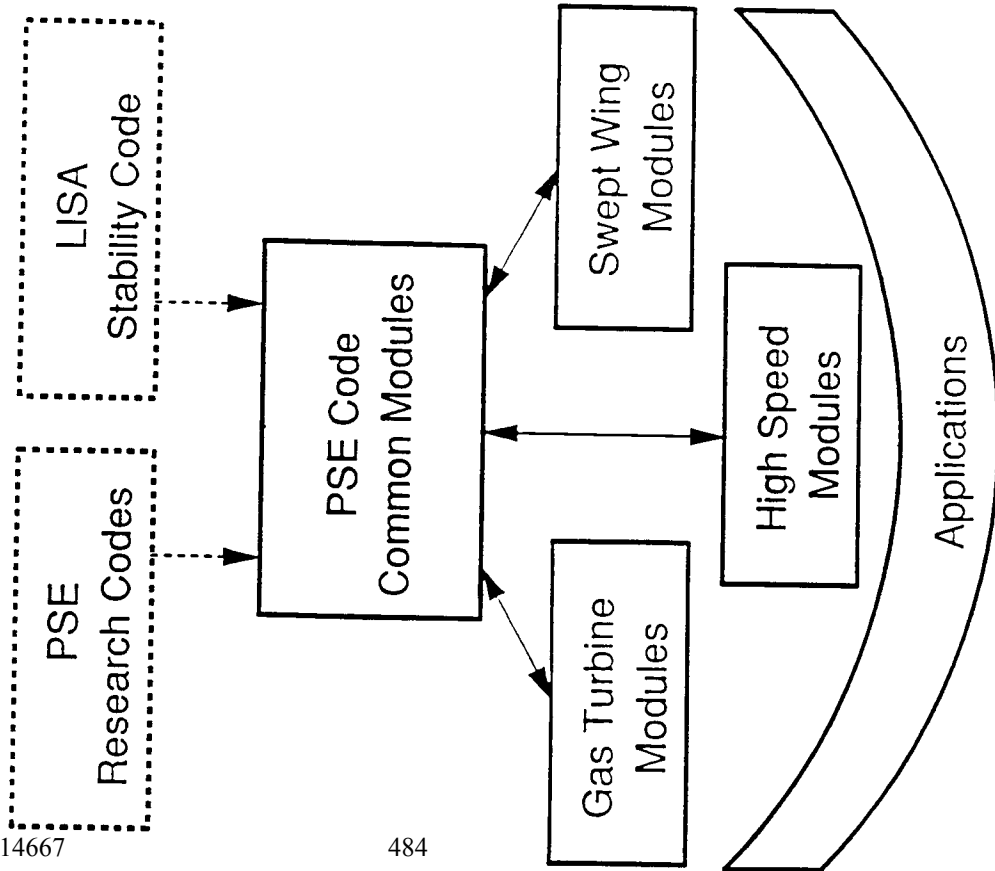 PSE
Research Codes
LISA
Stability Code
PSE Code
Common Modules
Gas Turbine
Modules
High Speed
Modules
Swept Wing
Modules
Applications
14667
484